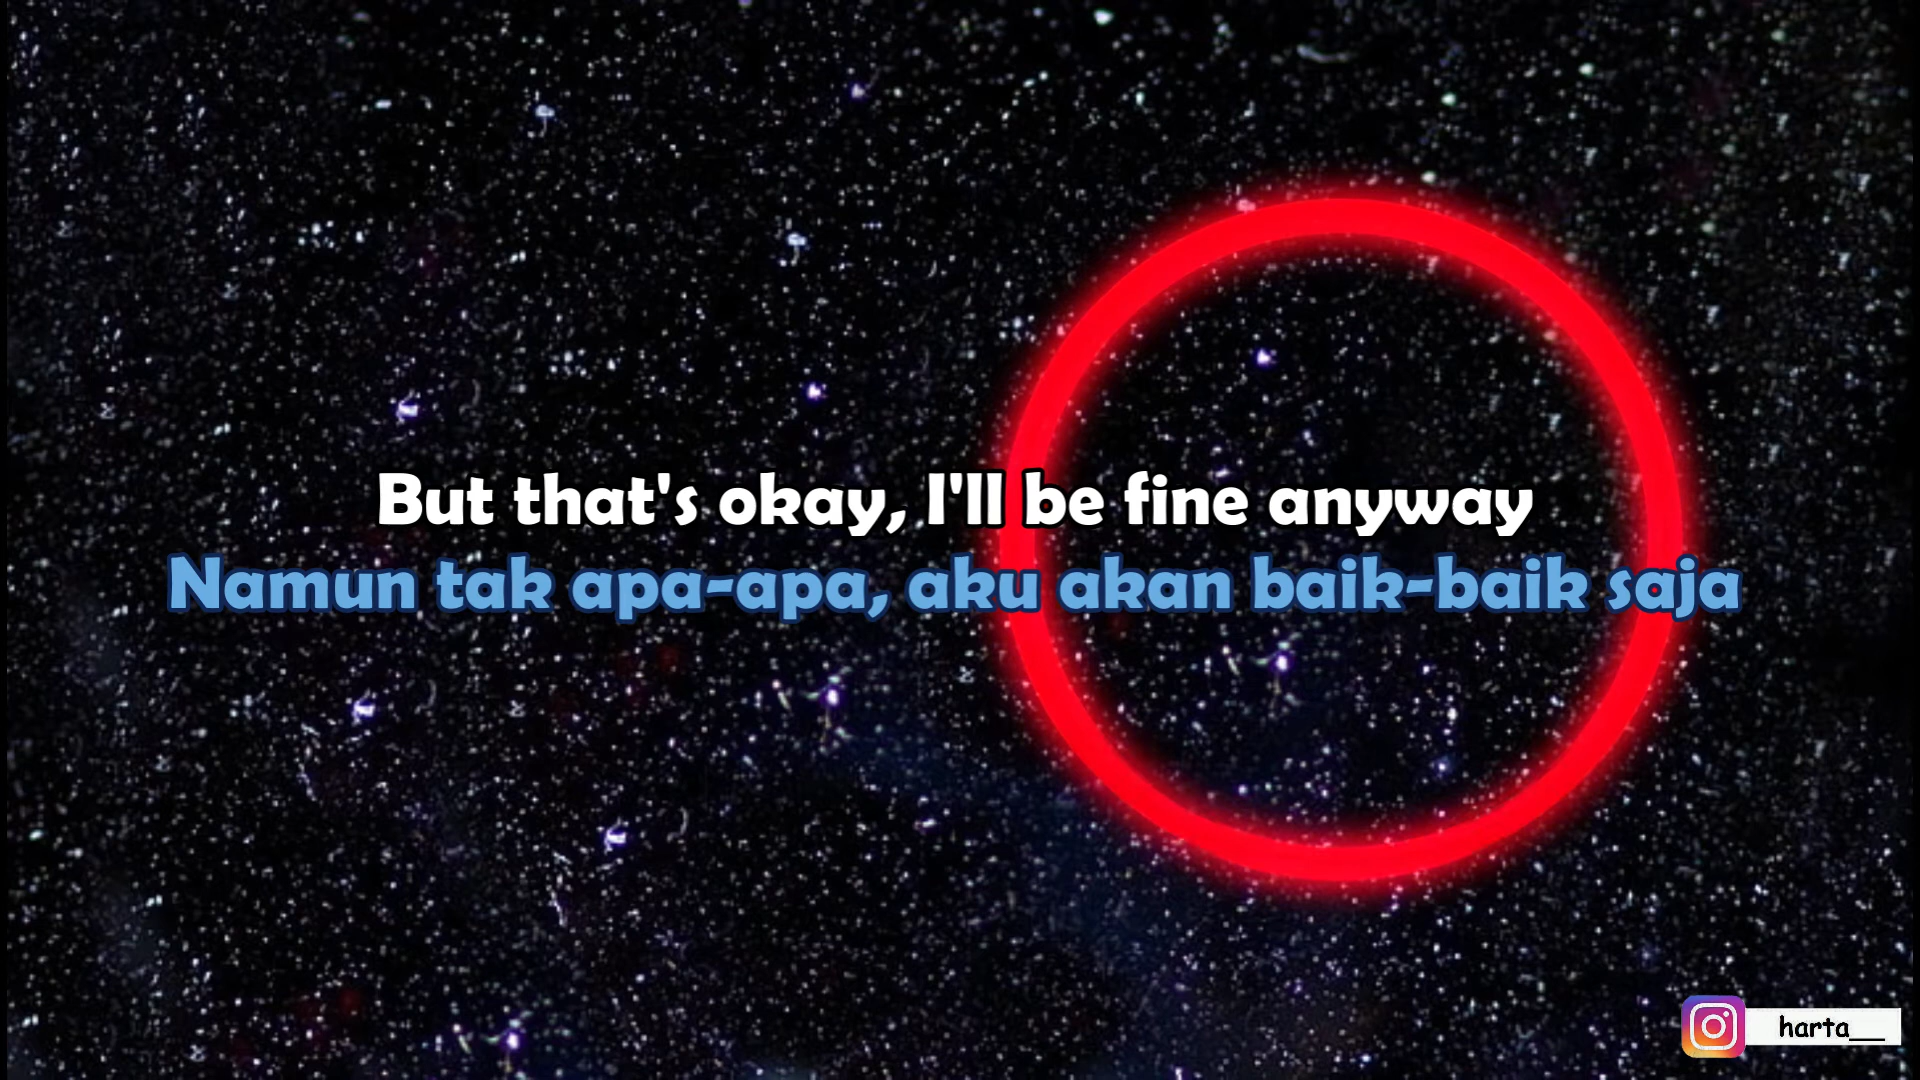 But that's okay, I'll be fine anyway
Namun tak apa-apa, aku akan baik-baik saja
harta__